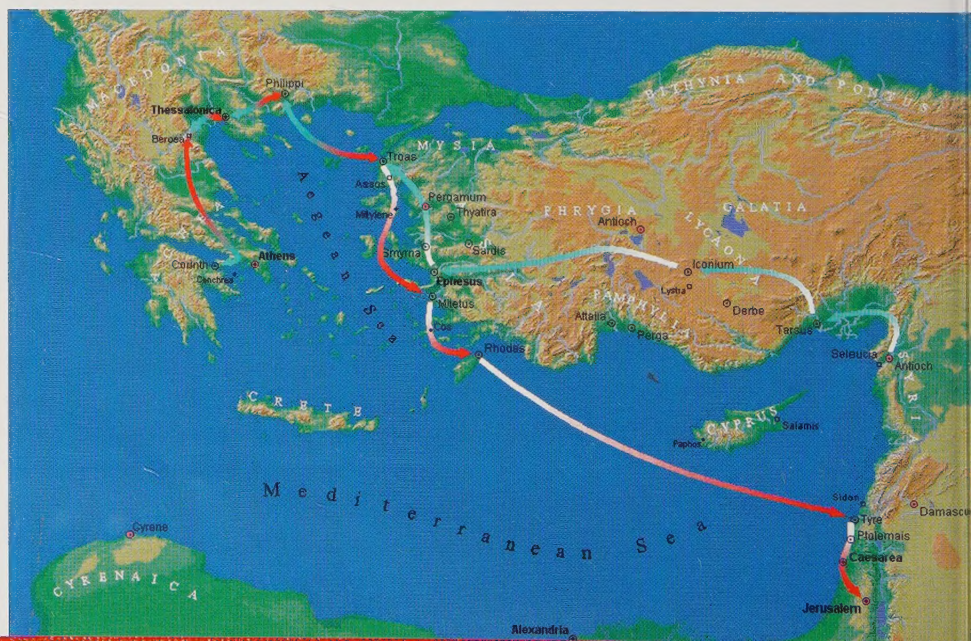 MACEDONIA
Philippi
Thessalonica
Beroea
BITHYNIA AND PONTUS
MYSIA
Troas
Assos
Mitylene
Pergamum
Thyatira
Aegean Sea
PHRYGIA
Antioch
GALATIA
LYCAONIA
Smyrna
Sardis
Athens
Corinth
Cenchrea
Ephesus
Iconium
Lystra
Miletus
PAMPHYLIA
Derbe
Attalia
Perga
Tarsus
Cos
Rhodes
Seleucia
Antioch
SYRIA
CRETE
CYPRUS
Salamis
Paphos
Mediterranean Sea
Sidon
Damascu
Tyre
Cyrene
Ptolemais
Caesarea
CYRENAICA
Jerusalem
Alexandria